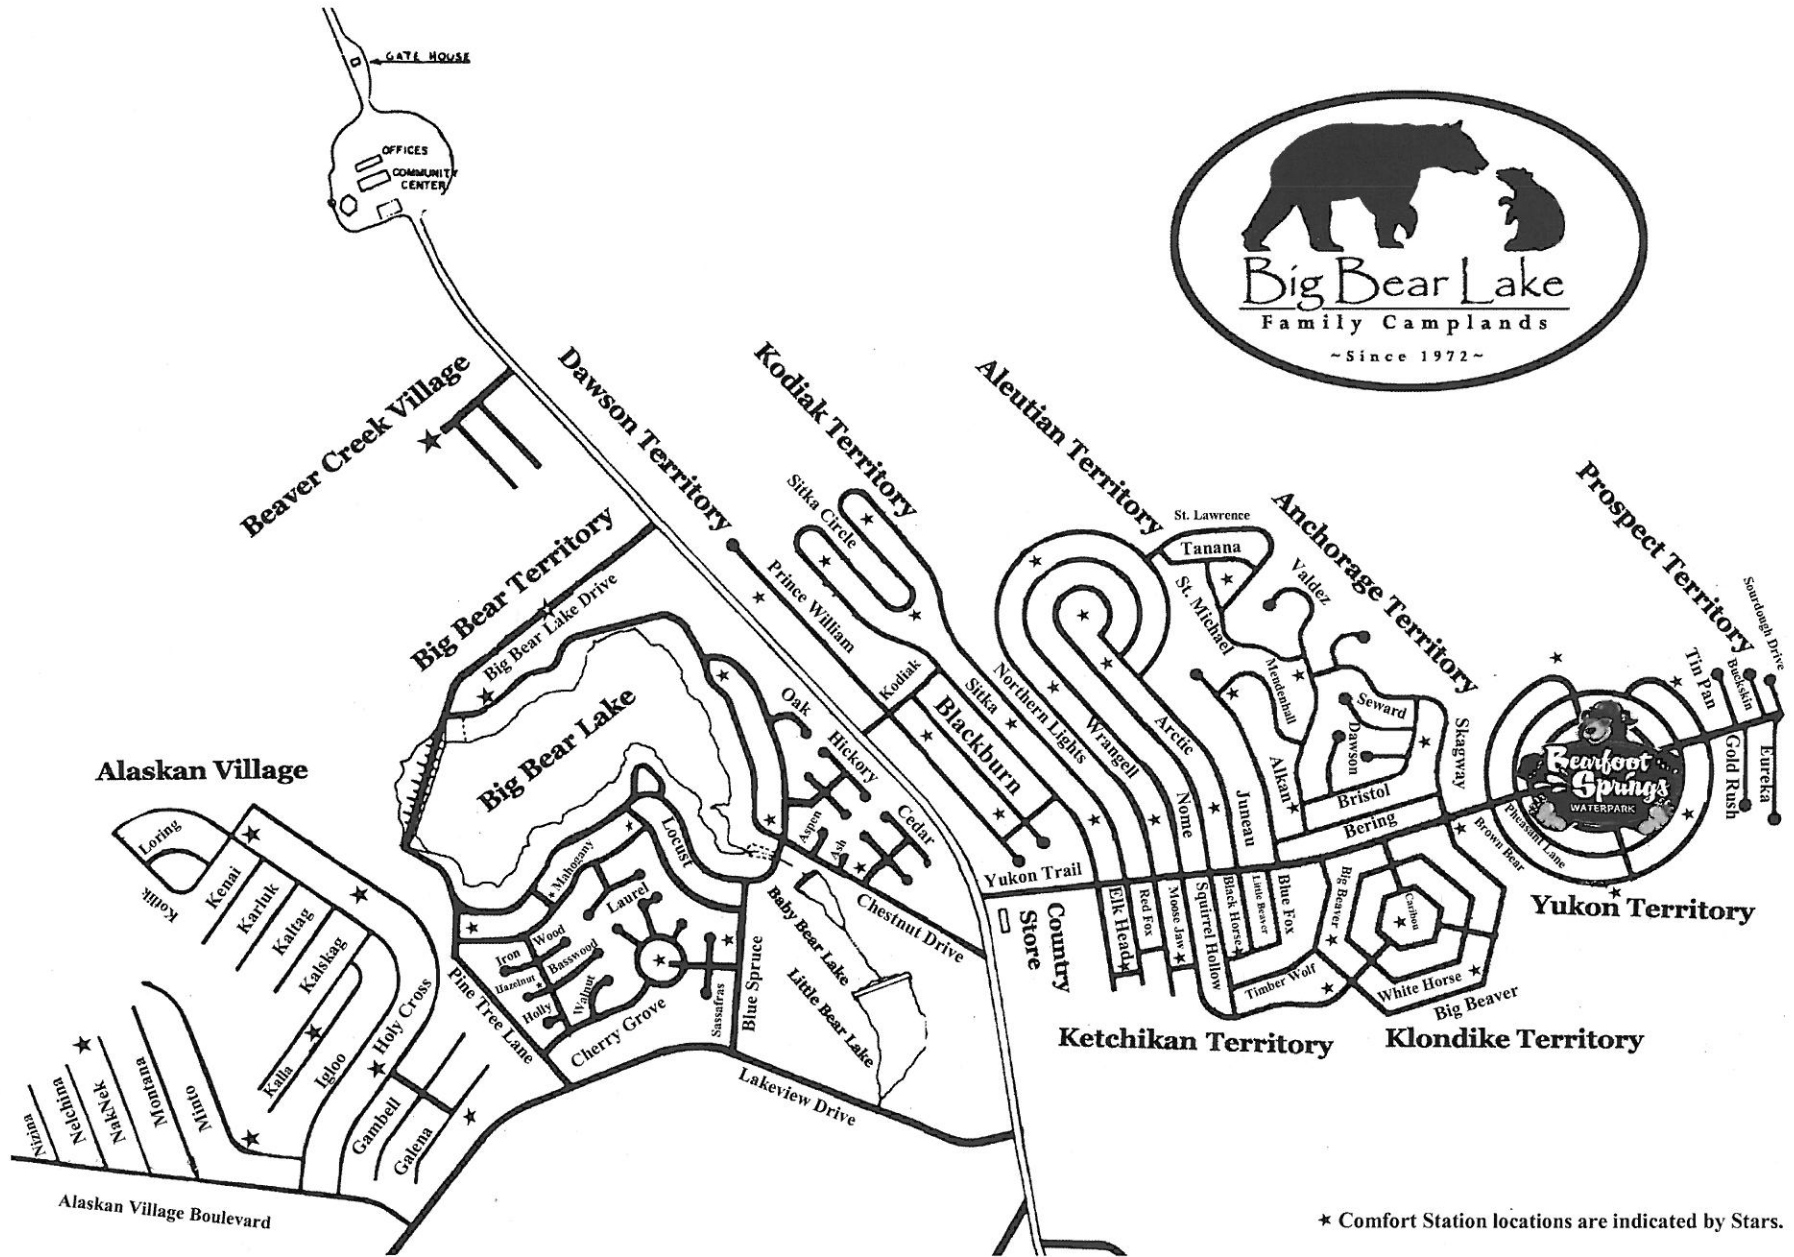 GATE HOUSE
OFFICES
COMMUNITY
CENTER
Big Bear Lake
Family Camplands
~Since 1972~
Beaver Creek Village
Dawson Territory
Kodiak Territory
Aleutian Territory
Anchorage Territory
Prospect Territory
Big Bear Territory
Big Bear Lake Drive
Sitka Circle
Prince William
Kodiak
Sitka
Blackburn
Northern Lights
Wrangell
Arctic
Nome
Juneau
St. Lawrence
Tanana
St. Michael
Valdez
Mendenhall
Alkan
Seward
Dawson
Skagway
Bristol
Bering
Sourdough Drive
Tin Pan
Buckskin
Gold Rush
Eureka
Bearfoot
Springs
WATERPARK
Pheasant Lane
Brown Bear
Yukon Territory
Big Bear Lake
Oak
Hickory
Cedar
Aspen
Ash
Locust
Mahogany
Laurel
Wood
Iron
Basswood
Hazelnut
Walnut
Holly
Cherry Grove
Sassafras
Blue Spruce
Pine Tree Lane
Chestnut Drive
Baby Bear Lake
Little Bear Lake
Lakeview Drive
Yukon Trail
Country
Store
Elk Head
Red Fox
Moose Jaw
Squirrel Hollow
Black Horse
Little Beaver
Blue Fox
Big Beaver
Timber Wolf
Caribou
White Horse
Big Beaver
Ketchikan Territory
Klondike Territory
Alaskan Village
Loring
Kotlik
Kenai
Karluk
Kaltag
Kalskag
Kalla
Igloo
Holy Cross
Gambell
Galena
Minto
Montana
NakNek
Nelchina
Nizina
Alaskan Village Boulevard
★ Comfort Station locations are indicated by Stars.